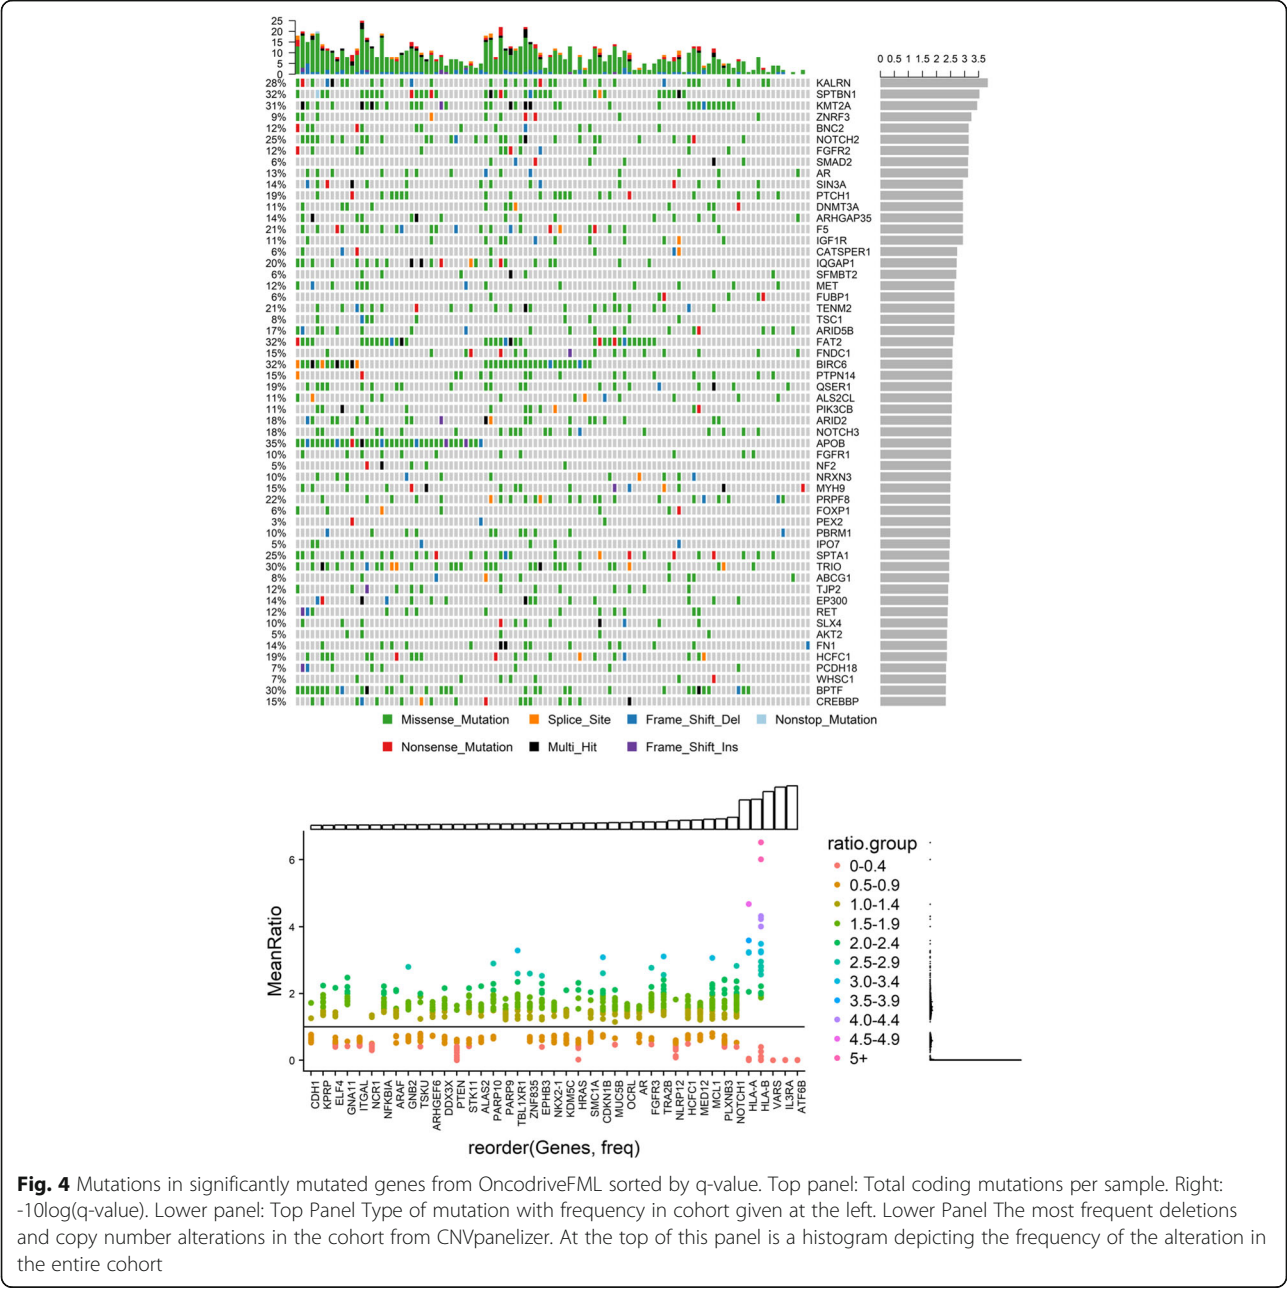 25
20
15
10
5
0
0 0.5 1 1.5 2 2.5 3 3.5
28% KALRN
32% SPTBN1
31% KMT2A
9% ZNRF3
12% BNC2
25% NOTCH2
12% FGFR2
6% SMAD2
13% AR
14% SIN3A
19% PTCH1
11% DNMT3A
14% ARHGAP35
21% F5
11% IGF1R
6% CATSPER1
20% IQGAP1
6% SFMBT2
12% MET
6% FUBP1
21% TENM2
8% TSC1
17% ARID5B
32% FAT2
15% FNDC1
32% BIRC6
15% PTPN14
19% QSER1
11% ALS2CL
11% PIK3CB
18% ARID2
18% NOTCH3
35% APOB
10% FGFR1
5% NF2
10% NRXN3
15% MYH9
22% PRPF8
6% FOXP1
3% PEX2
10% PBRM1
5% IPO7
25% SPTA1
30% TRIO
8% ABCG1
12% TJP2
14% EP300
12% RET
10% SLX4
5% AKT2
14% FN1
19% HCFC1
7% PCDH18
7% WHSC1
30% BPTF
15% CREBBP
Missense_Mutation Splice_Site Frame_Shift_Del Nonstop_Mutation
Nonsense_Mutation Multi_Hit Frame_Shift_Ins
MeanRatio
6
4
2
0
CDH1
KPRP
ELF4
GNA11
ITGAL
NCR1
NFKBIA
ARAF
GNB2
TSKU
ARHGEF6
DDX3X
PTEN
STK11
ALAS2
PARP10
PARP9
TBL1XR1
ZNF835
EPHB3
NKX2-1
KDM5C
HRAS
SMC1A
CDKN1B
MUC5B
OCRL
AR
FGFR3
TRA2B
NLRP12
HCFC1
MED12
MCL1
PLXNB3
NOTCH1
HLA-A
HLA-B
VARS
IL3RA
ATF6B
reorder(Genes, freq)
ratio.group
0-0.4
0.5-0.9
1.0-1.4
1.5-1.9
2.0-2.4
2.5-2.9
3.0-3.4
3.5-3.9
4.0-4.4
4.5-4.9
5+
Fig. 4 Mutations in significantly mutated genes from OncodriveFML sorted by q-value. Top panel: Total coding mutations per sample. Right:
-10log(q-value). Lower panel: Top Panel Type of mutation with frequency in cohort given at the left. Lower Panel The most frequent deletions
and copy number alterations in the cohort from CNVpanelizer. At the top of this panel is a histogram depicting the frequency of the alteration in
the entire cohort